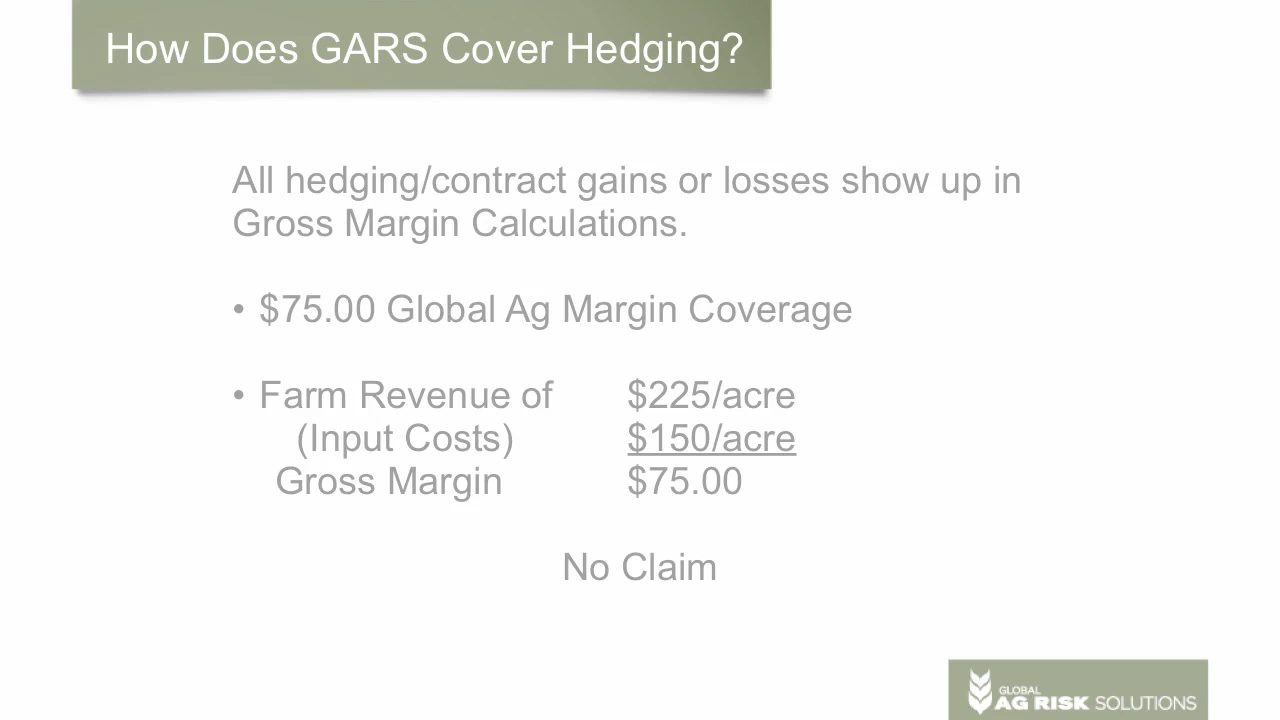 How Does GARS Cover Hedging?
All hedging/contract gains or losses show up in
Gross Margin Calculations.
• $75.00 Global Ag Margin Coverage
• Farm Revenue of $225/acre
(Input Costs) $150/acre
Gross Margin $75.00
No Claim
GLOBAL
AG RISK SOLUTIONS